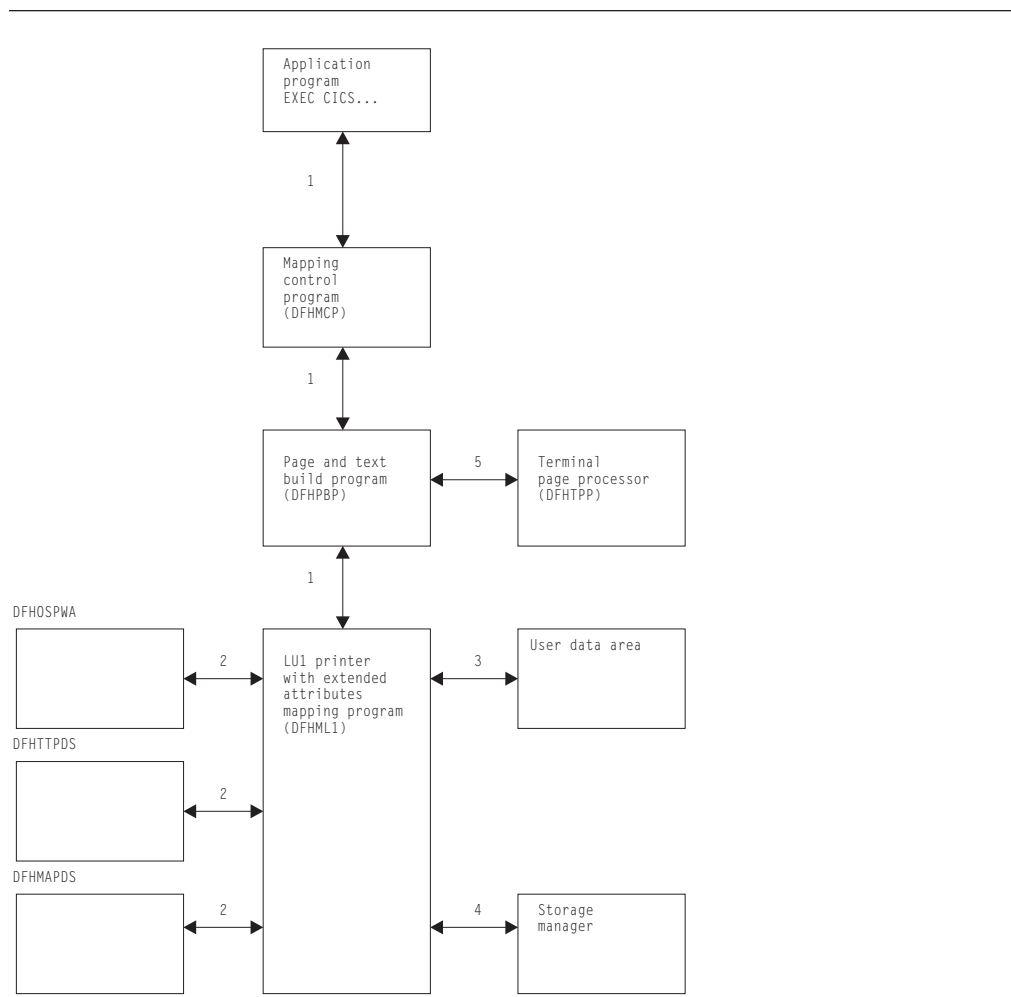 Application
program
EXEC CICS...
1
Mapping
control
program
(DFHMCP)
1
Page and text
build program
(DFHPBP)
5
Terminal
page processor
(DFHTPP)
1
DFHOSPWA
2
LU1 printer
with extended
attributes
mapping program
(DFHML1)
3
User data area
DFHTTPDS
2
DFHMAPDS
2
4
Storage
manager